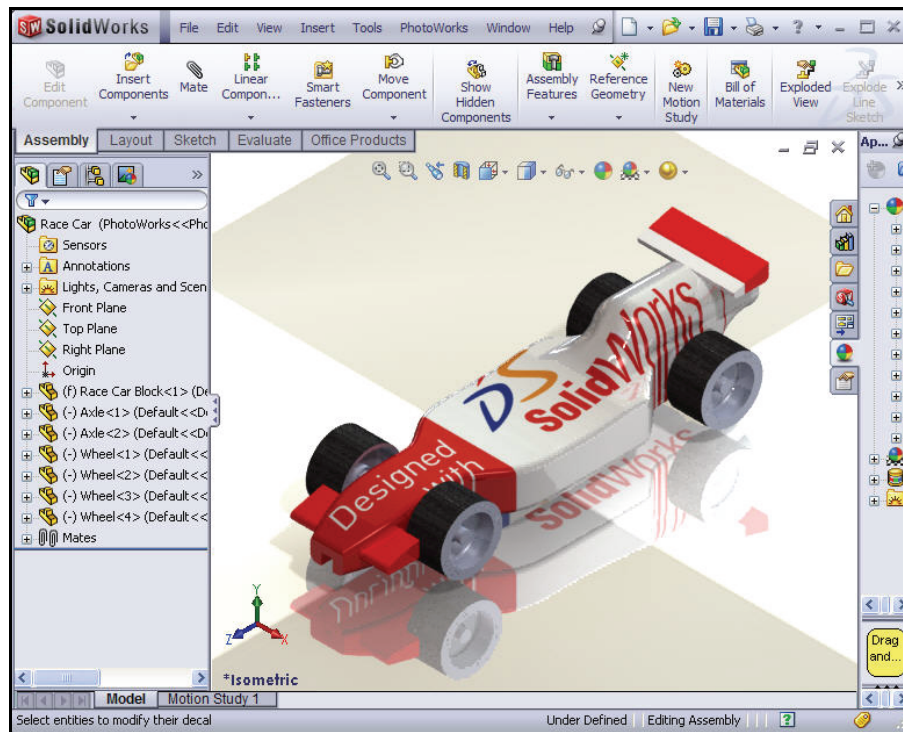 SolidWorks File Edit View Insert Tools PhotoWorks Window Help
Edit Component
Insert Components
Mate
Linear Compon...
Smart Fasteners
Move Component
Show Hidden Components
Assembly Features
Reference Geometry
New Motion Study
Bill of Materials
Exploded View
Explode Line Sketch
Assembly Layout Sketch Evaluate Office Products
Ap...
Race Car (PhotoWorks<<Pho
Sensors
Annotations
Lights, Cameras and Scen
Front Plane
Top Plane
Right Plane
Origin
(f) Race Car Block<1> (De
(-) Axle<1> (Default<<De
(-) Axle<2> (Default<<De
(-) Wheel<1> (Default<<
(-) Wheel<2> (Default<<
(-) Wheel<3> (Default<<
(-) Wheel<4> (Default<<
Mates
Designed
with
DS SolidWorks
SolidWorks
Y
Z X
*Isometric
Drag
and...
Model Motion Study 1
Select entities to modify their decal Under Defined Editing Assembly